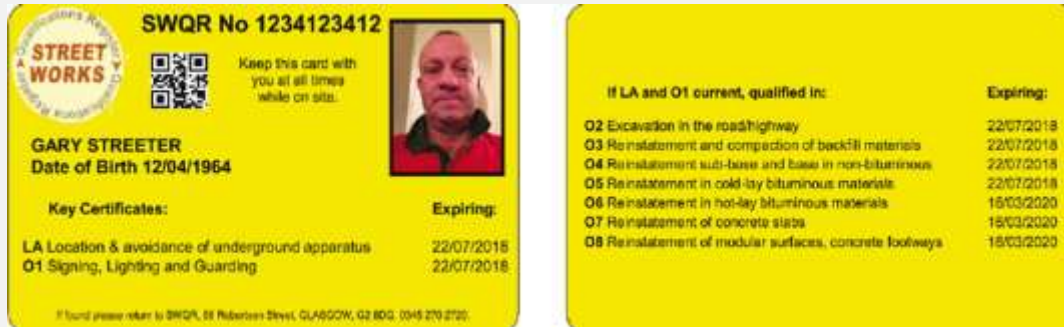 SWQR No 1234123412
STREET
WORKS
Qualifications Register
Keep this card with
you at all times
while on site.
GARY STREETER
Date of Birth 12/04/1964
Key Certificates: Expiring:
LA Location & avoidance of underground apparatus 22/07/2018
O1 Signing, Lighting and Guarding 22/07/2018
If found please return to SWQR, Robertson Street, GLASGOW, G2 0345 270 2720.
If LA and O1 current, qualified in: Expiring:
O2 Excavation in the road/highway 22/07/2018
O3 Reinstatement and compaction of backfill materials 22/07/2018
O4 Reinstatement sub-base and base in non-bituminous 22/07/2018
O5 Reinstatement in cold-lay bituminous materials 22/07/2018
O6 Reinstatement in hot-lay bituminous materials 16/03/2020
O7 Reinstatement of concrete slabs 16/03/2020
O8 Reinstatement of modular surfaces, concrete footways 16/03/2020